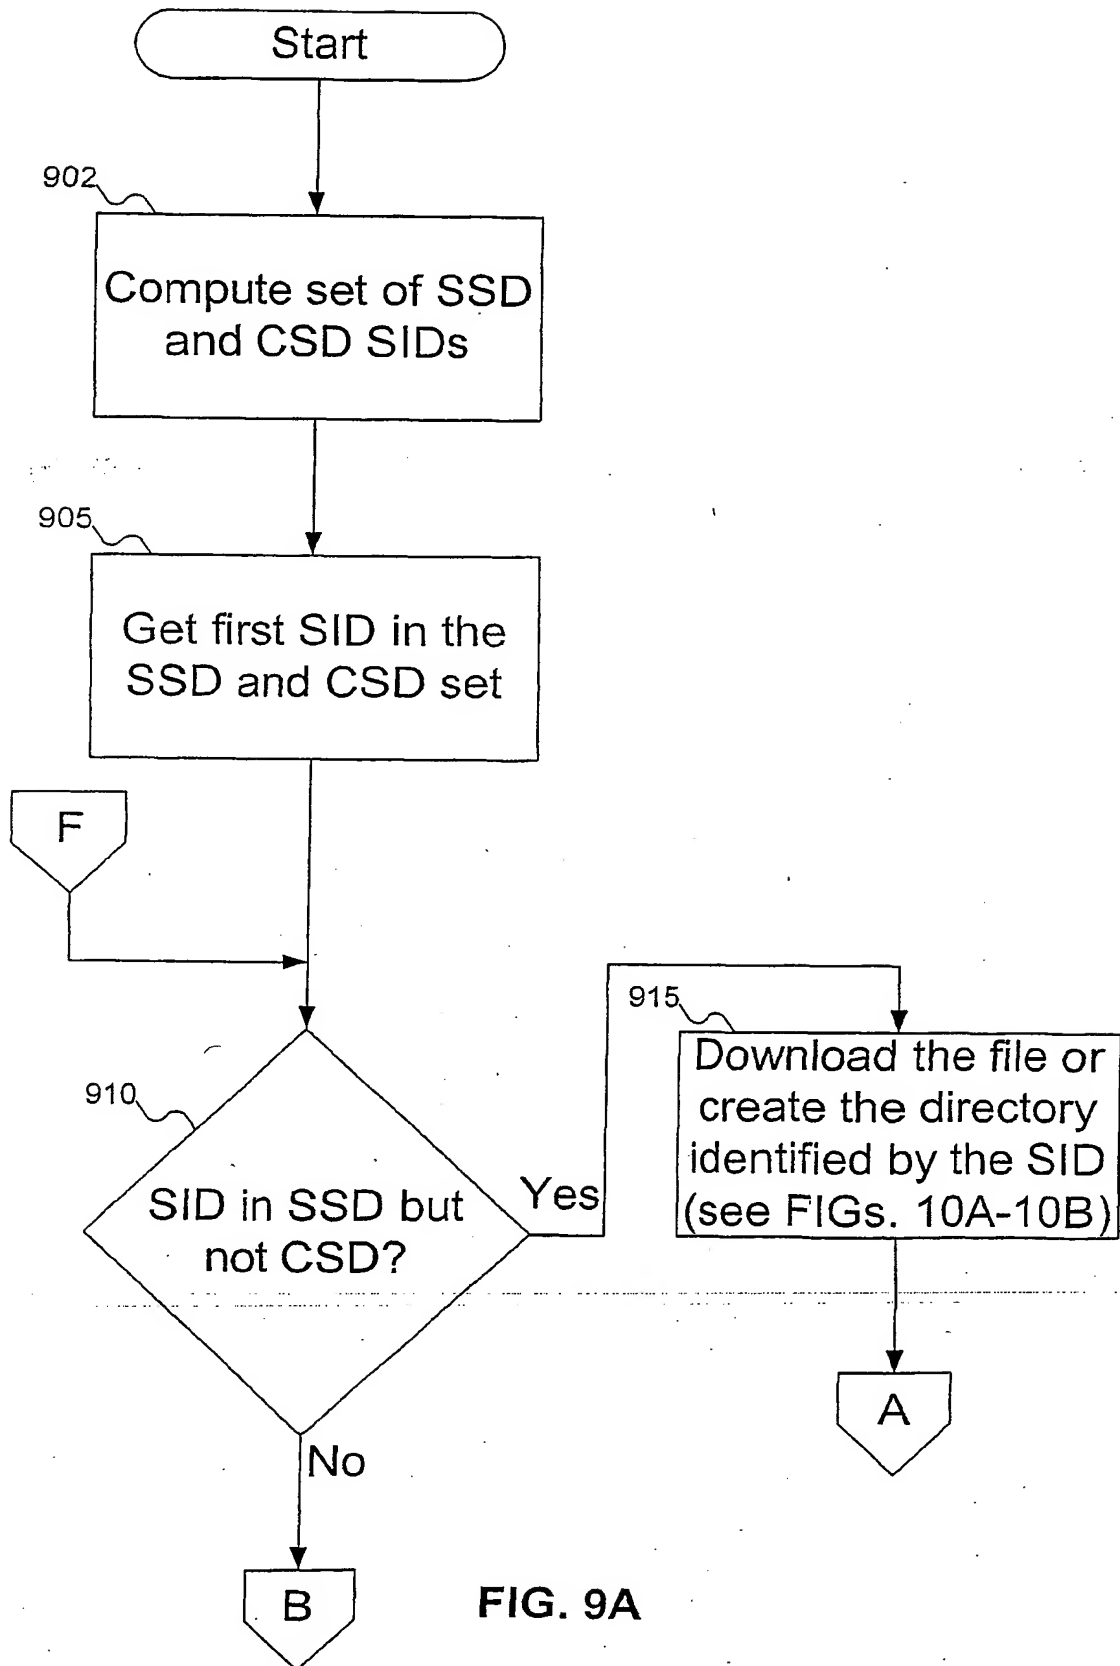 Start
902
Compute set of SSD
and CSD SIDs
905
Get first SID in the
SSD and CSD set
F
910
SID in SSD but
not CSD?
Yes
No
915
Download the file or
create the directory
identified by the SID
(see FIGs. 10A-10B)
A
B
FIG. 9A